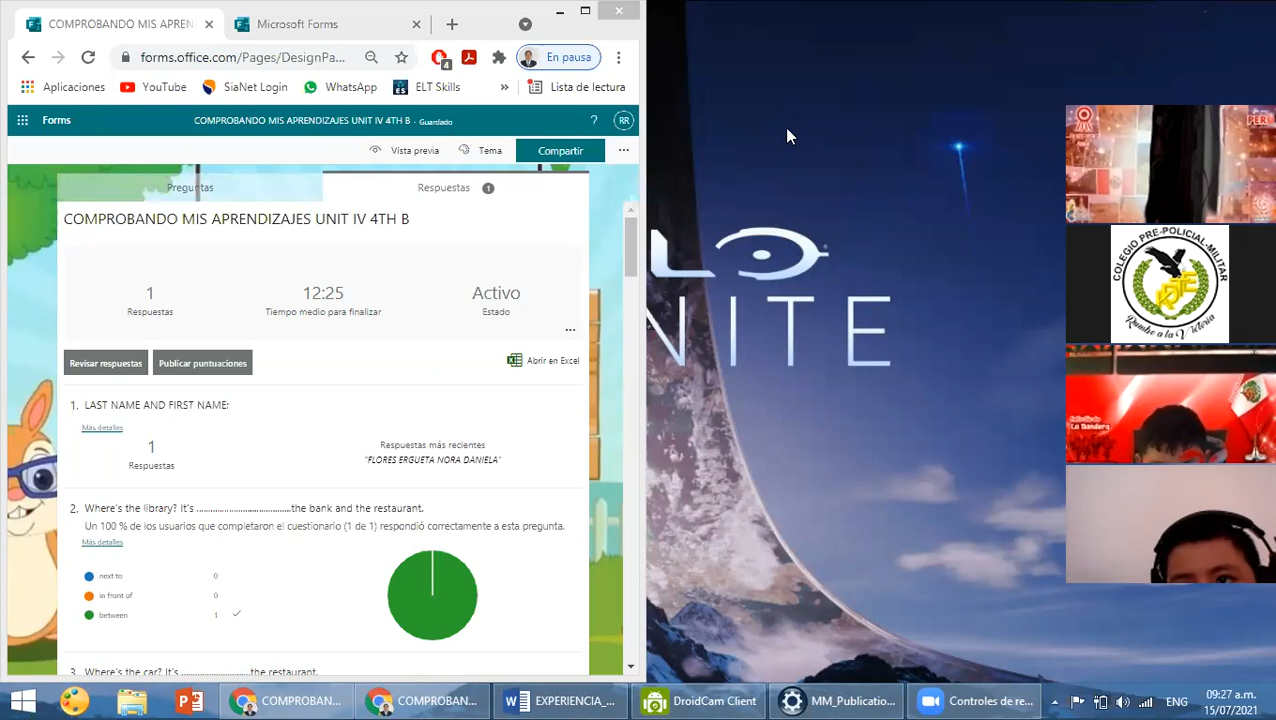 COMPROBANDO MIS APREN
Microsoft Forms
forms.office.com/Pages/DesignPa...
4
En pausa
Aplicaciones
YouTube
SiaNet Login
WhatsApp
ES
ELT Skills
»
Lista de lectura
Forms
COMPROBANDO MIS APRENDIZAJES UNIT IV 4TH B - Guardado
?
RR
Vista previa
Tema
Compartir
...
Preguntas
Respuestas 1
COMPROBANDO MIS APRENDIZAJES UNIT IV 4TH B
1
Respuestas
12:25
Tiempo medio para finalizar
Activo
Estado
...
Revisar respuestas
Publicar puntuaciones
Abrir en Excel
1. LAST NAME AND FIRST NAME:
Más detalles
1
Respuestas
Respuestas más recientes
"FLORES ERGUETA NORA DANIELA"
2. Where's the library? It's ................................the bank and the restaurant.
Un 100 % de los usuarios que completaron el cuestionario (1 de 1) respondió correctamente a esta pregunta.
Más detalles
next to 0
in front of 0
between 1
3. Where's the car? It's ........................the restaurant.
LO
NITE
PER
COLEGIO PRE-POLICIAL-MILITAR
Rumbo a la Victoria
La Bandera
COMPROBAN...
COMPROBAN...
EXPERIENCIA_...
DroidCam Client
MM_Publicatio...
Controles de re...
ENG
09:27 a.m.
15/07/2021